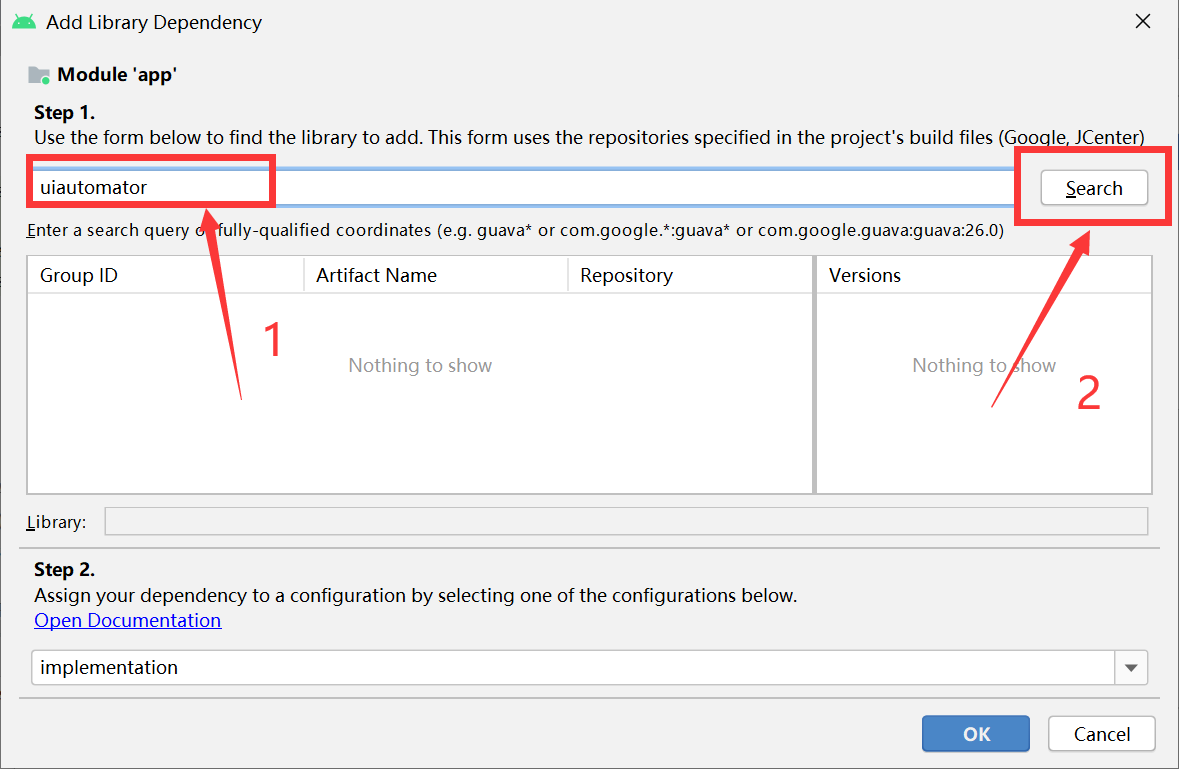 Add Library Dependency
Module 'app'
Step 1.
Use the form below to find the library to add. This form uses the repositories specified in the project's build files (Google, JCenter)
uiautomator
Search
Enter a search query or fully-qualified coordinates (e.g. guava* or com.google.*:guava* or com.google.guava:guava:26.0)
Group ID
Artifact Name
Repository
Versions
1
Nothing to show
Nothing to show
2
Library:
Step 2.
Assign your dependency to a configuration by selecting one of the configurations below.
Open Documentation
implementation
OK
Cancel